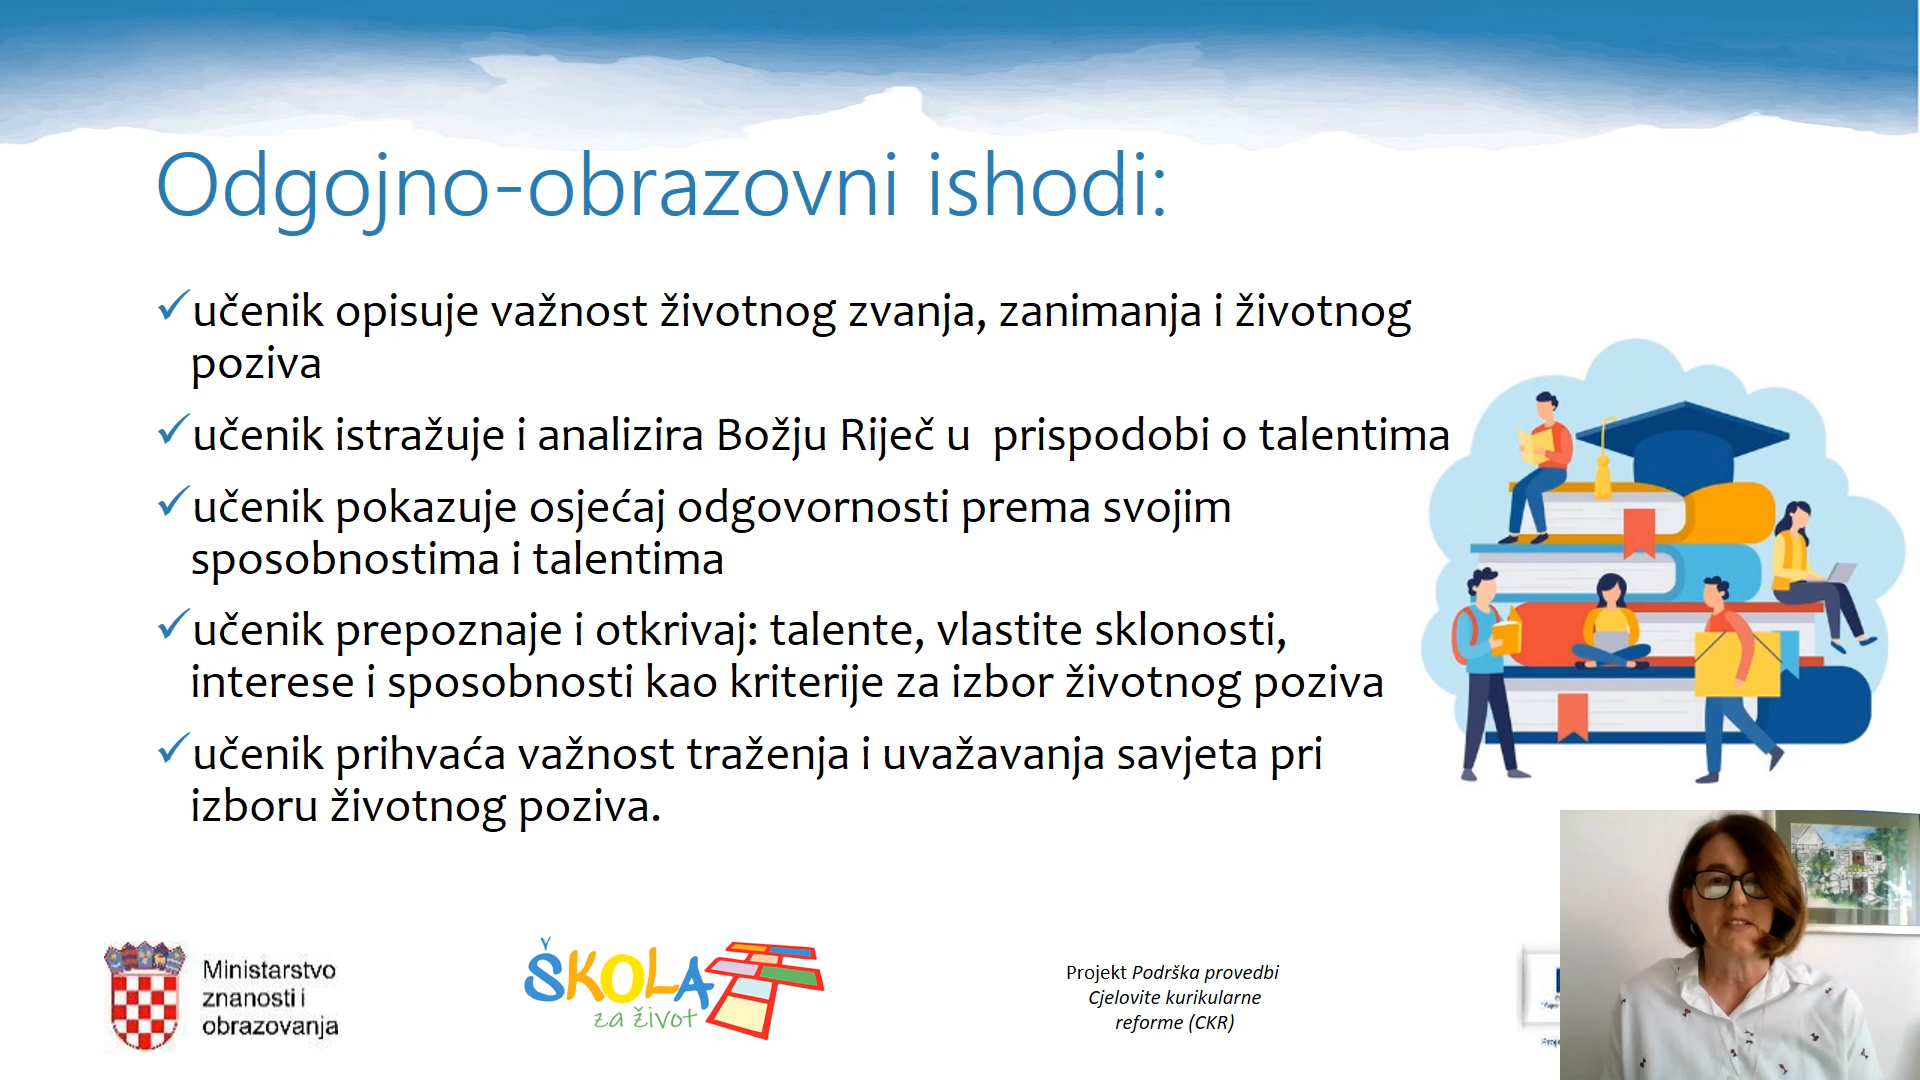 Odgojno-obrazovni ishodi:
✓učenik opisuje važnost životnog zvanja, zanimanja i životnog
poziva
✓učenik istražuje i analizira Božju Riječ u  prispodobi o talentima
✓učenik pokazuje osjećaj odgovornosti prema svojim
sposobnostima i talentima
✓učenik prepoznaje i otkrivaj: talente, vlastite sklonosti,
interese i sposobnosti kao kriterije za izbor životnog poziva
✓učenik prihvaća važnost traženja i uvažavanja savjeta pri
izboru životnog poziva.
Ministarstvo
znanosti i
obrazovanja
ŠKOLA
za život
Projekt Podrška provedbi
Cjelovite kurikularne
reforme (CKR)